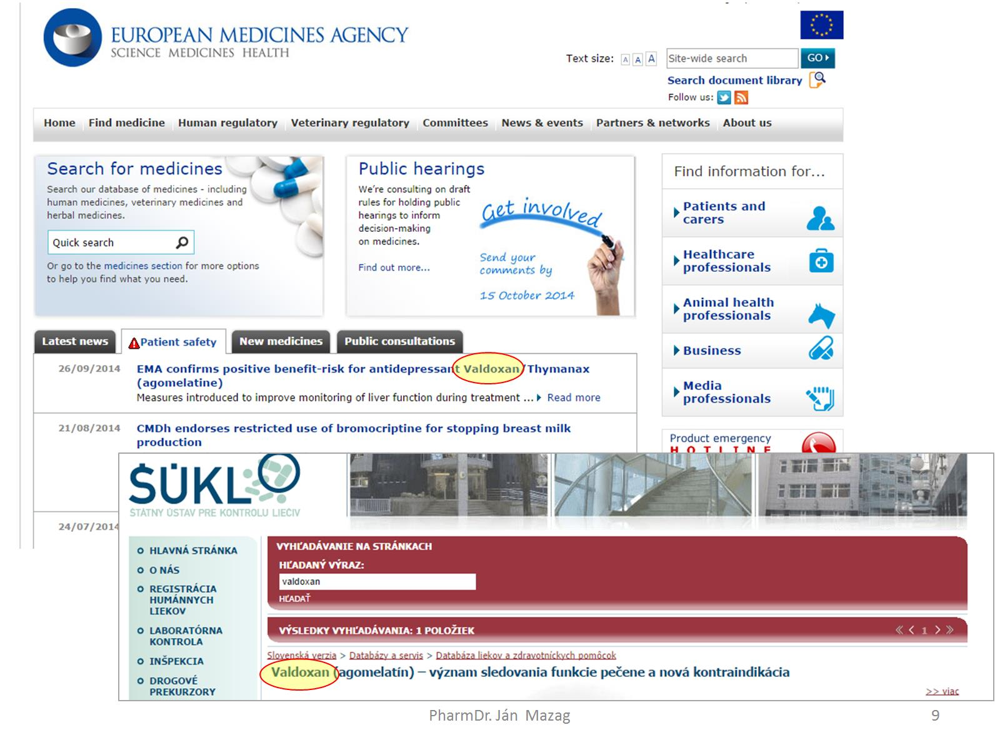 EUROPEAN MEDICINES AGENCY
SCIENCE MEDICINES HEALTH
Text size: A A A
Site-wide search
GO
Search document library
Follow us:
Home Find medicine Human regulatory Veterinary regulatory Committees News & events Partners & networks About us
Search for medicines
Search our database of medicines - including
human medicines, veterinary medicines and
herbal medicines.
Quick search
Or go to the medicines section for more options
to help you find what you need.
Public hearings
We're consulting on draft
rules for holding public
hearings to inform
decision-making
on medicines.
Find out more...
Get involved
Send your
comments by
15 October 2014
Find information for...
Patients and
carers
Healthcare
professionals
Animal health
professionals
Business
Media
professionals
Product emergency
HOTLINE
Latest news Patient safety New medicines Public consultations
26/09/2014 EMA confirms positive benefit-risk for antidepressant Valdoxan/Thymanax
(agomelatine)
Measures introduced to improve monitoring of liver function during treatment ... Read more
21/08/2014 CMDh endorses restricted use of bromocriptine for stopping breast milk
production
24/07/2014
ŠÚKL
ŠTÁTNY ÚSTAV PRE KONTROLU LIEČIV
HLAVNÁ STRÁNKA
O NÁS
REGISTRÁCIA
HUMÁNNYCH
LIEKOV
LABORATÓRNA
KONTROLA
INŠPEKCIA
DROGOVÉ
PREKURZORY
VYHĽADÁVANIE NA STRÁNKACH
HĽADANÝ VÝRAZ:
valdoxan
HĽADAŤ
VÝSLEDKY VYHĽADÁVANIA: 1 POLOŽIEK
« < 1 > »
Slovenská verzia > Databázy a servis > Databáza liekov a zdravotníckych pomôcok
Valdoxan (agomelatín) – význam sledovania funkcie pečene a nová kontraindikácia
>> viac
PharmDr. Ján Mazag
9